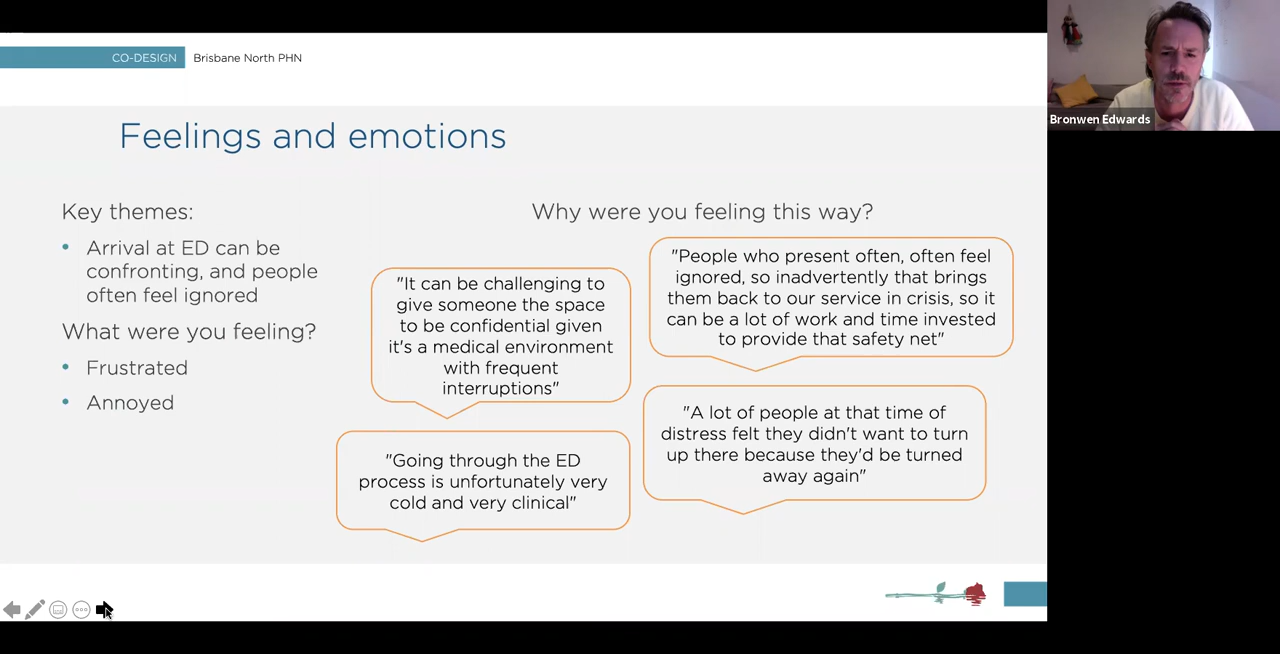 CO-DESIGN
Brisbane North PHN
Feelings and emotions
Key themes:
• Arrival at ED can be
confronting, and people
often feel ignored
What were you feeling?
• Frustrated
• Annoyed
Why were you feeling this way?
"It can be challenging to
give someone the space
to be confidential given
it's a medical environment
with frequent
interruptions"
"People who present often, often feel
ignored, so inadvertently that brings
them back to our service in crisis, so it
can be a lot of work and time invested
to provide that safety net"
"Going through the ED
process is unfortunately very
cold and very clinical"
"A lot of people at that time of
distress felt they didn't want to turn
up there because they'd be turned
away again"
Bronwen Edwards